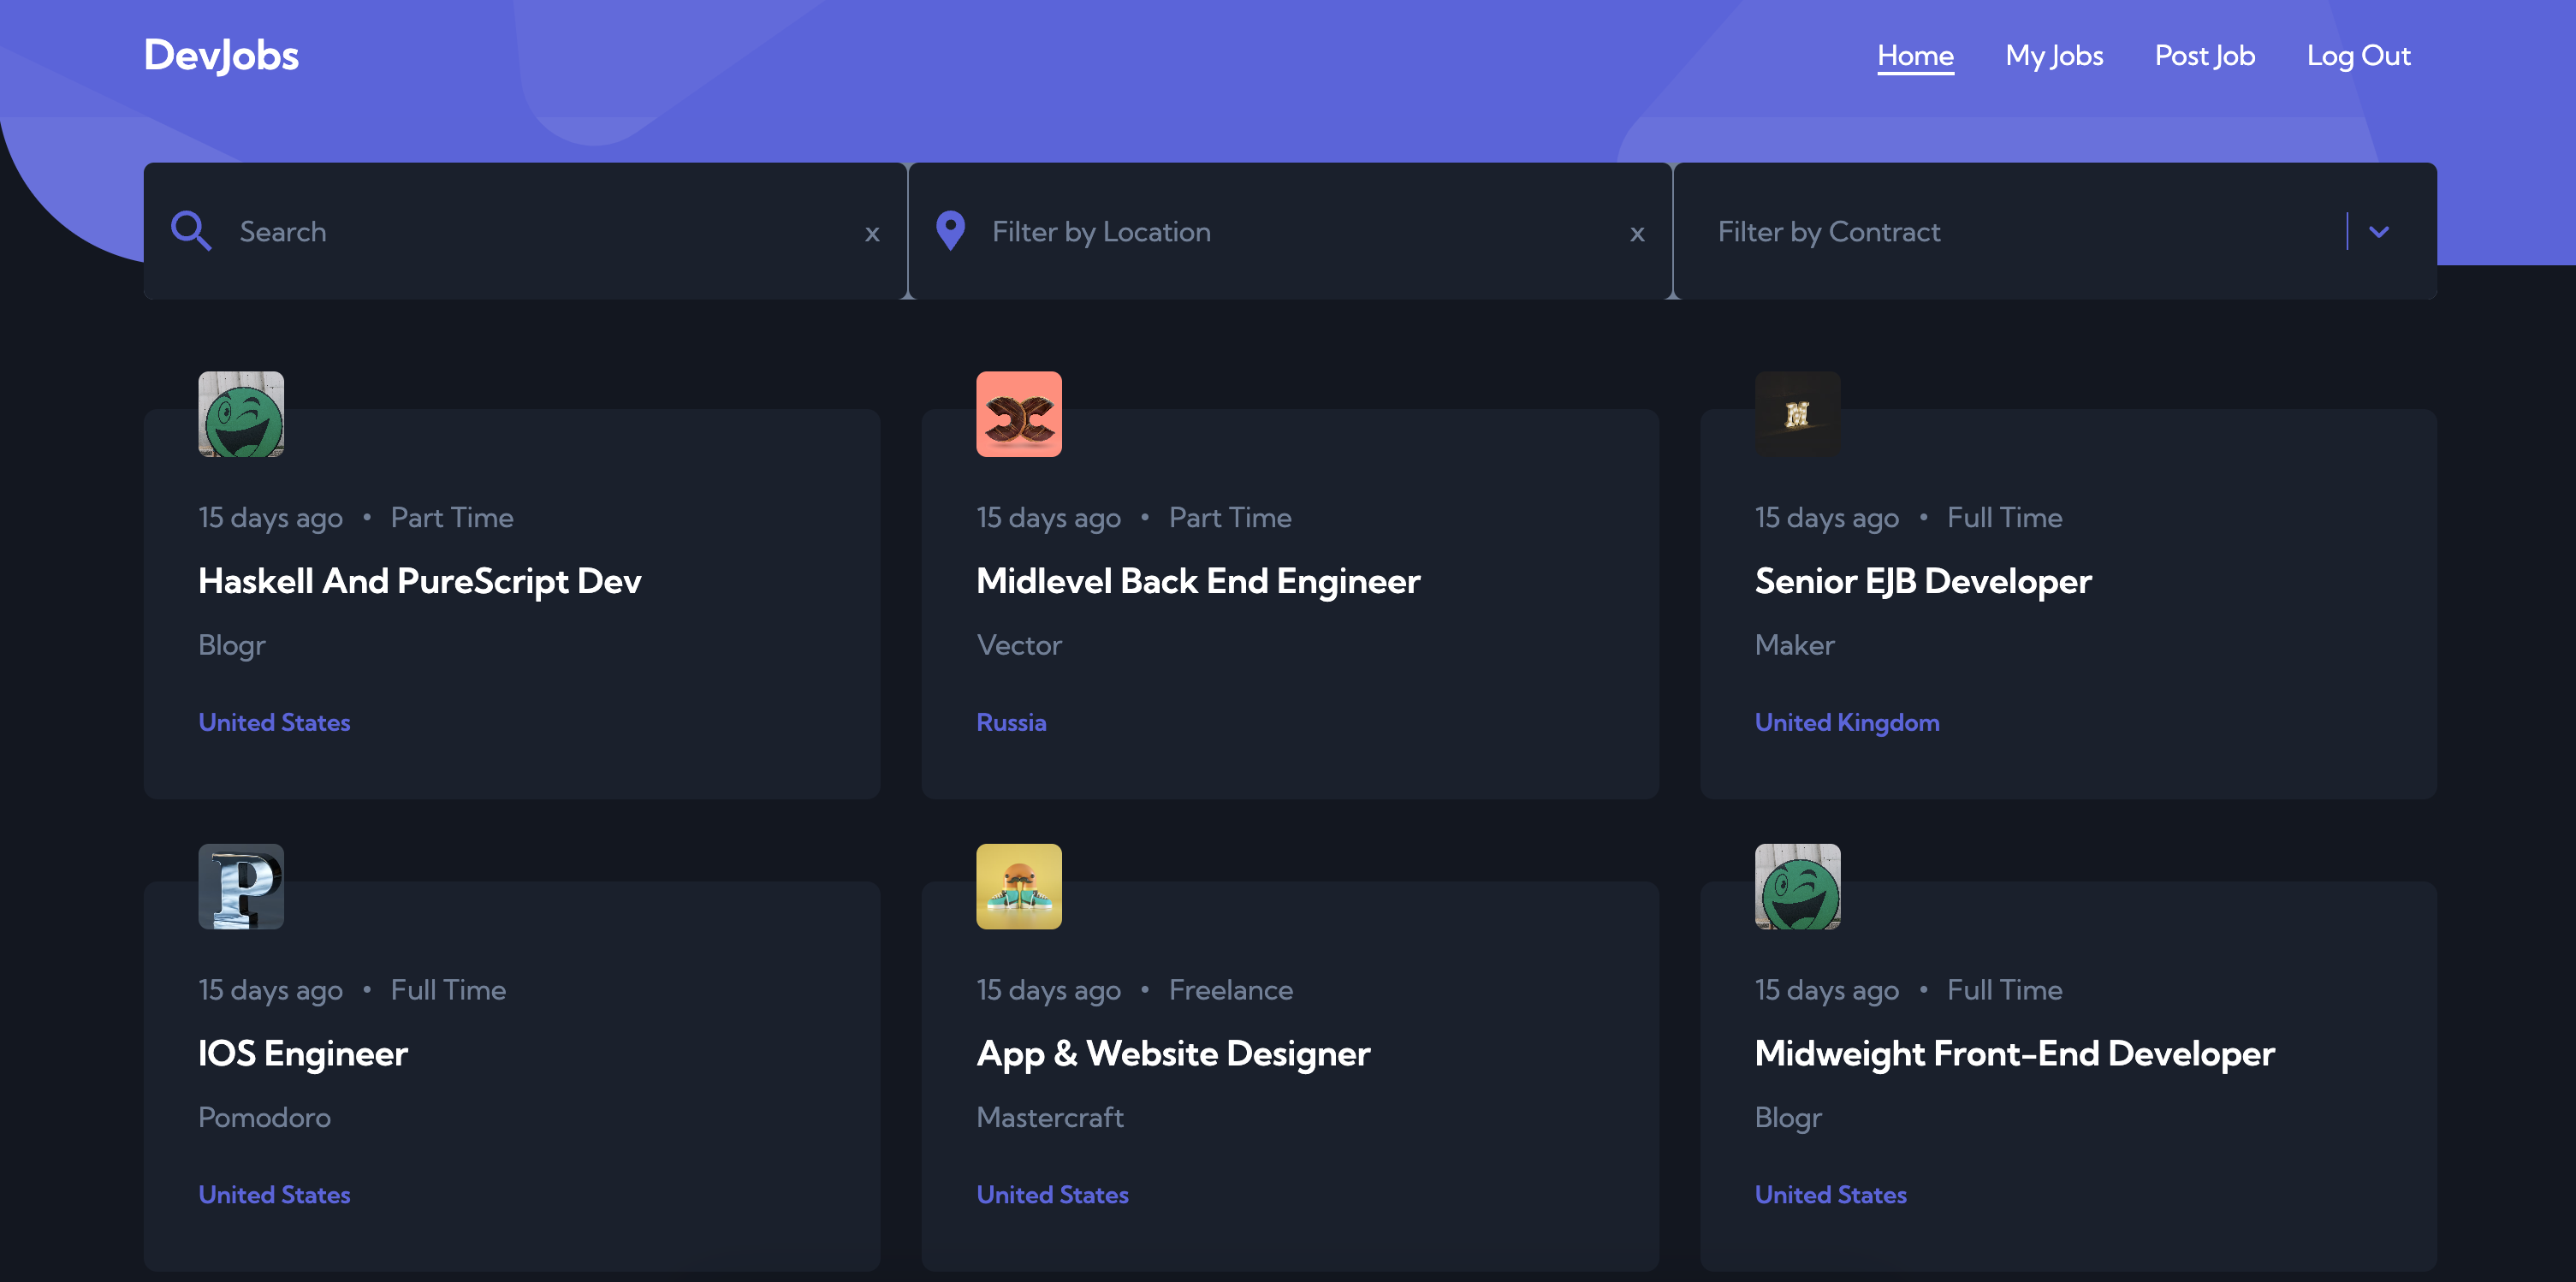 DevJobs
Home My Jobs Post Job Log Out
Search x
Filter by Location x
Filter by Contract
15 days ago • Part Time
Haskell And PureScript Dev
Blogr
United States
15 days ago • Part Time
Midlevel Back End Engineer
Vector
Russia
M
15 days ago • Full Time
Senior EJB Developer
Maker
United Kingdom
P
15 days ago • Full Time
IOS Engineer
Pomodoro
United States
15 days ago • Freelance
App & Website Designer
Mastercraft
United States
15 days ago • Full Time
Midweight Front-End Developer
Blogr
United States